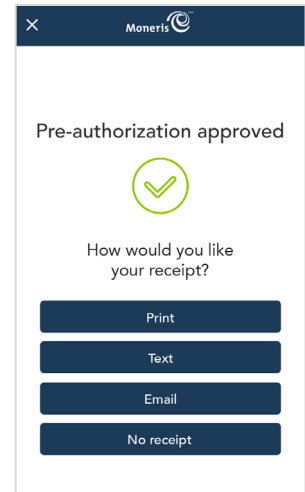 Moneris
Pre-authorization approved
How would you like
your receipt?
Print
Text
Email
No receipt